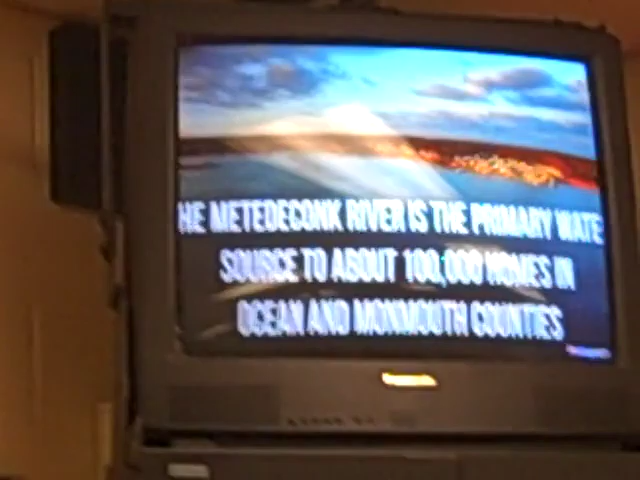 HE METEDECONK RIVER IS THE PRIMARY WATE
SOURCE TO ABOUT 100,000 HOMES IN
OCEAN AND MONMOUTH COUNTIES